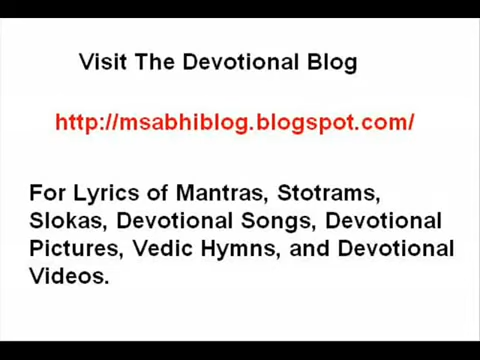 Visit The Devotional Blog
http://msabhiblog.blogspot.com/
For Lyrics of Mantras, Stotrams,
Slokas, Devotional Songs, Devotional
Pictures, Vedic Hymns, and Devotional
Videos.